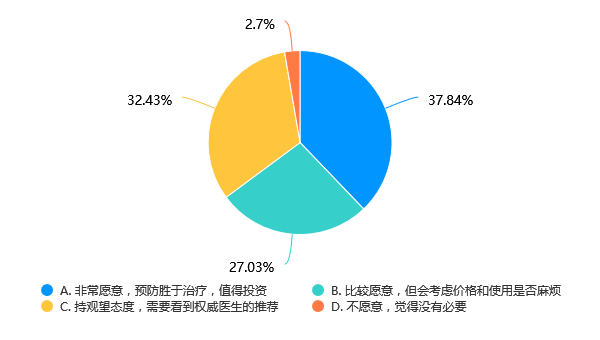 2.7%
32.43%
37.84%
27.03%
A. 非常愿意，预防胜于治疗，值得投资
B. 比较愿意，但会考虑价格和使用是否麻烦
C. 持观望态度，需要看到权威医生的推荐
D. 不愿意，觉得没有必要